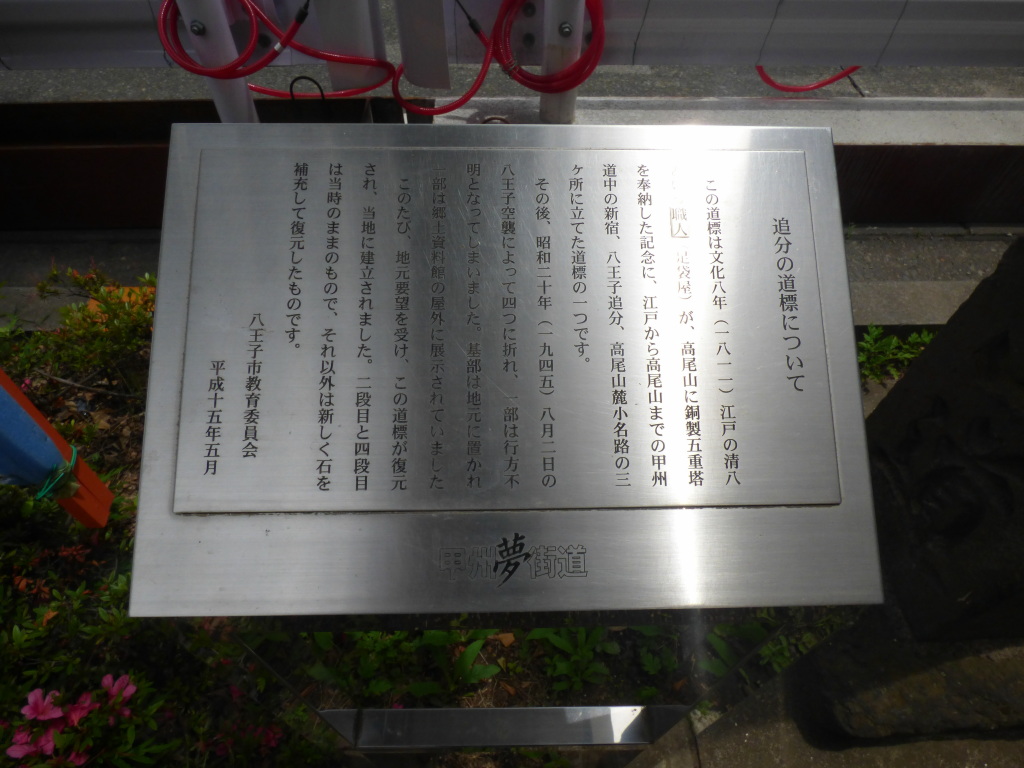 追分の道標について
この道標は文化八年（一八一一）江戸の清八
職人 足袋屋）が、高尾山に銅製五重塔
を奉納した記念に、江戸から高尾山までの甲州
道中の新宿、八王子追分、高尾山麓小名路の三
ヶ所に立てた道標の一つです。
その後、昭和二十年（一九四五）八月二日の
八王子空襲によって四つに折れ、一部は行方不
明となってしまいました。基部は地元に置かれ
一部は郷土資料館の屋外に展示されていました
このたび、地元要望を受け、この道標が復元
され、当地に建立されました。二段目と四段目
は当時のままのもので、それ以外は新しく石を
補充して復元したものです。
八王子市教育委員会
平成十五年五月
甲州夢街道